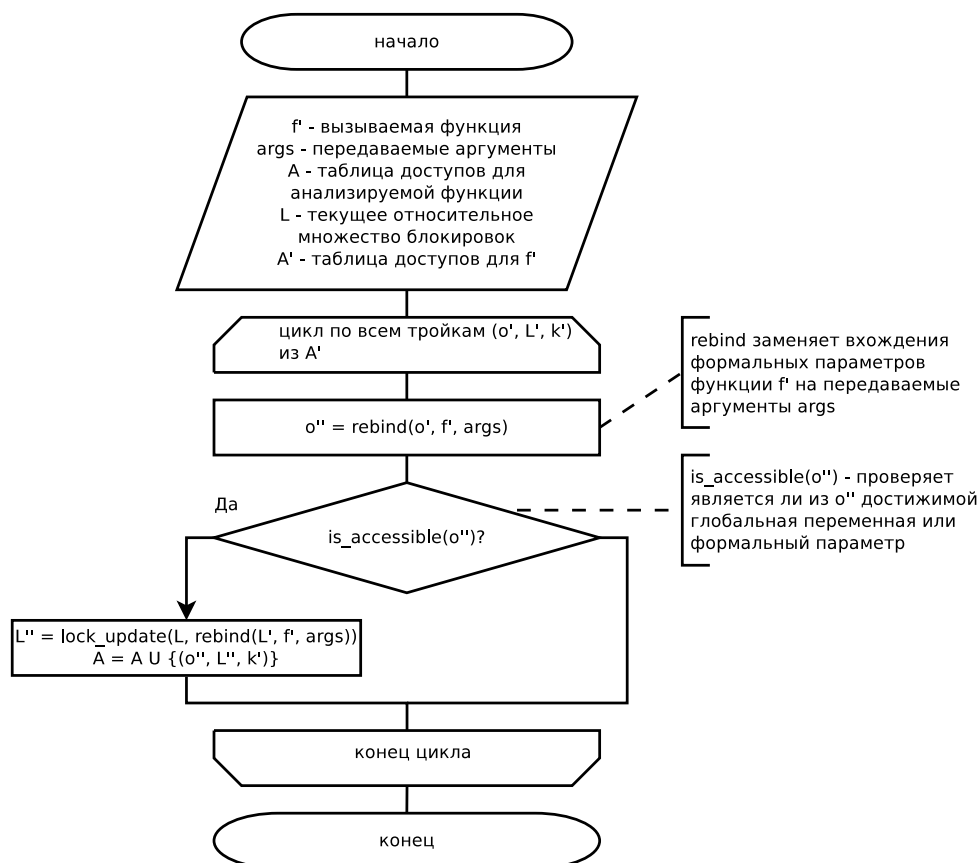 начало
f' - вызываемая функция
args - передаваемые аргументы
A - таблица доступов для
анализируемой функции
L - текущее относительное
множество блокировок
A' - таблица доступов для f'
цикл по всем тройкам (o', L', k')
из A'
rebind заменяет вхождения
формальных параметров
функции f' на передаваемые
аргументы args
o'' = rebind(o', f', args)
is_accessible(o'') - проверяет
является ли из o'' достижимой
глобальная переменная или
формальный параметр
Да
is_accessible(o'')?
L'' = lock_update(L, rebind(L', f', args))
A = A U {(o'', L'', k')}
конец цикла
конец